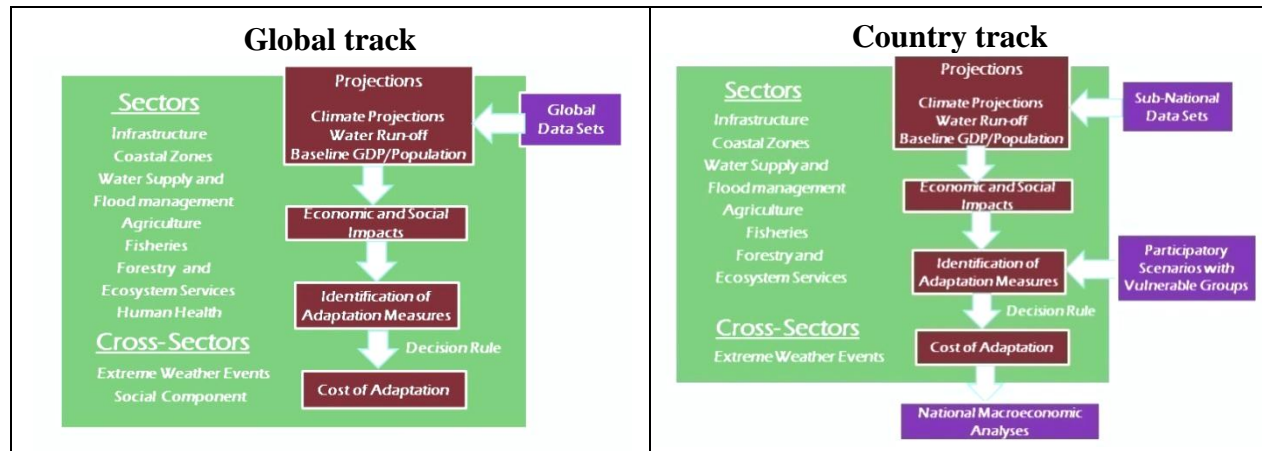 Global track
Sectors
Infrastructure
Coastal Zones
Water Supply and
Flood management
Agriculture
Fisheries
Forestry and
Ecosystem Services
Human Health
Cross-Sectors
Extreme Weather Events
Social Component
Projections
Climate Projections
Water Run-off
Baseline GDP/Population
Global
Data Sets
Economic and Social
Impacts
Identification of
Adaptation Measures
Decision Rule
Cost of Adaptation
Country track
Sectors
Infrastructure
Coastal Zones
Water Supply and
Flood management
Agriculture
Fisheries
Forestry and
Ecosystem Services
Cross-Sectors
Extreme Weather Events
Projections
Climate Projections
Water Run-off
Baseline GDP/Population
Sub-National
Data Sets
Economic and Social
Impacts
Identification of
Adaptation Measures
Participatory
Scenarios with
Vulnerable Groups
Decision Rule
Cost of Adaptation
National Macroeconomic
Analyses